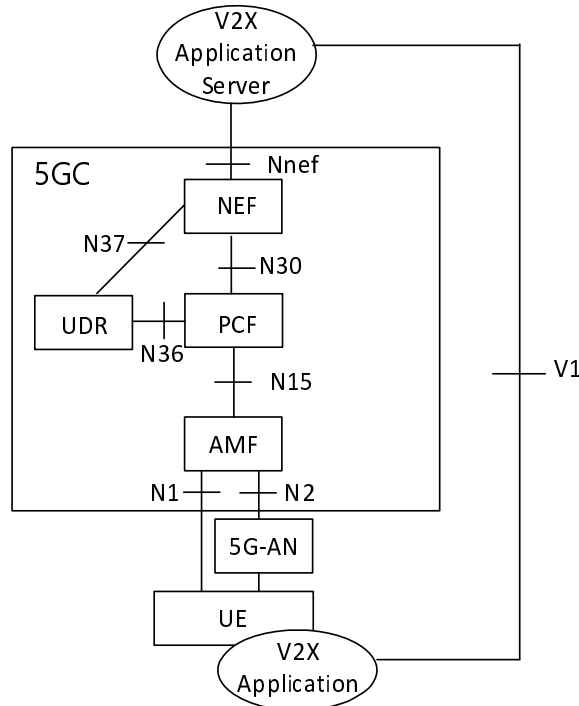 V2X
Application
Server
Nnef
5GC
NEF
N37
N30
UDR
PCF
N36
N15
V1
AMF
N1
N2
5G-AN
UE
V2X
Application